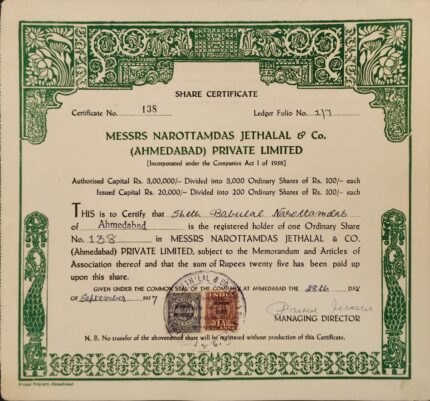 SHARE CERTIFICATE
Certificate No. 138 Ledger Folio No. 1/7
MESSRS NAROTTAMDAS JETHALAL & Co.
(AHMEDABAD) PRIVATE LIMITED
[Incorporated under the Companies Act 1 of 1956]
Authorised Capital Rs. 3,00,000/- Divided into 3,000 Ordinary Shares of Rs. 100/- each
Issued Capital Rs. 20,000/- Divided into 200 Ordinary Shares of Rs. 100/- each
THIS is to Certify that Sheth Babulal Narottamdas
of Ahmedabad is the registered holder of one Ordinary Share
No. 138 in MESSRS NAROTTAMDAS JETHALAL & CO.
(AHMEDABAD) PRIVATE LIMITED, subject to the Memorandum and Articles of
Association thereof and that the sum of Rupees twenty five has been paid up
upon this share.
GIVEN UNDER THE COMMON SEAL OF THE COMPANY AT AHMEDABAD THE 28th DAY
OF September 1957
MANAGING DIRECTOR
N. B. No transfer of the abovenamed share will be registered without production of this Certificate.